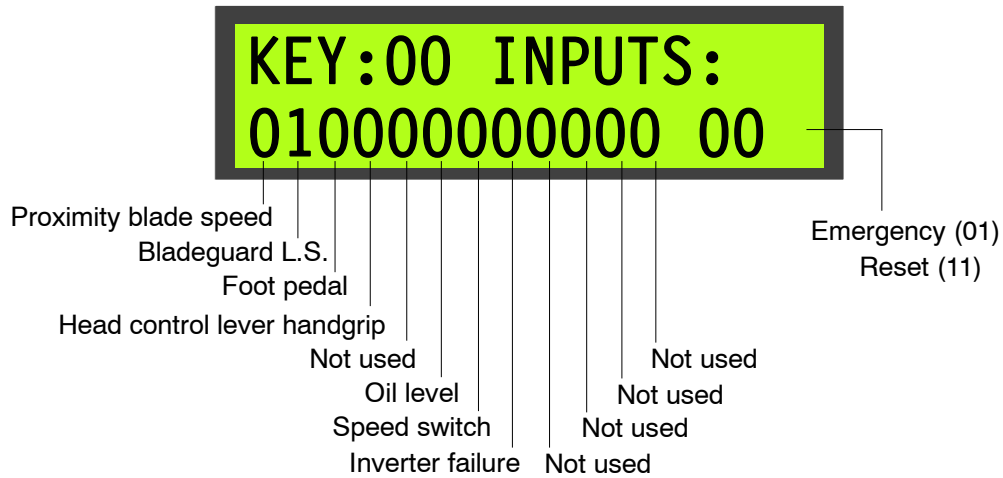 KEY:00 INPUTS:
010000000000 00
Proximity blade speed
Bladeguard L.S.
Foot pedal
Head control lever handgrip
Not used
Oil level
Speed switch
Inverter failure
Not used
Not used
Not used
Not used
Emergency (01)
Reset (11)